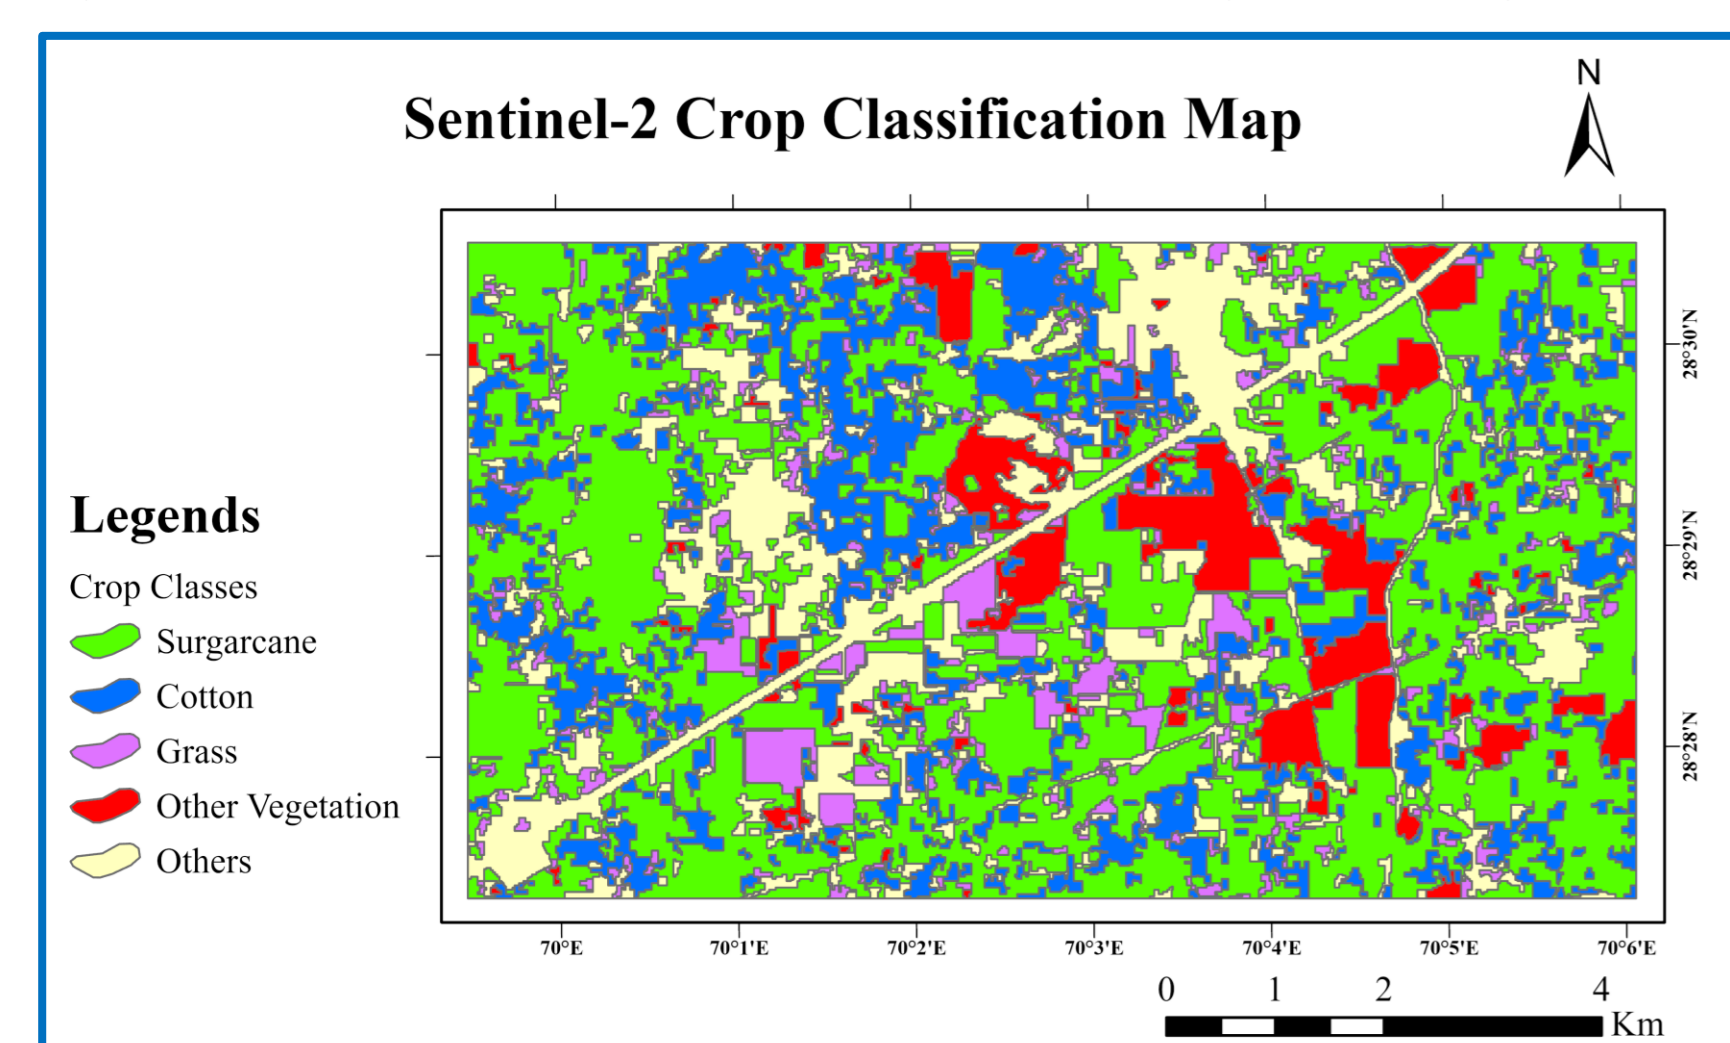 N
Sentinel-2 Crop Classification Map
28°30'N
28°29'N
28°28'N
Legends
Crop Classes
Surgarcane
Cotton
Grass
Other Vegetation
Others
70°E 70°1'E 70°2'E 70°3'E 70°4'E 70°5'E 70°6'E
0 1 2 4
Km